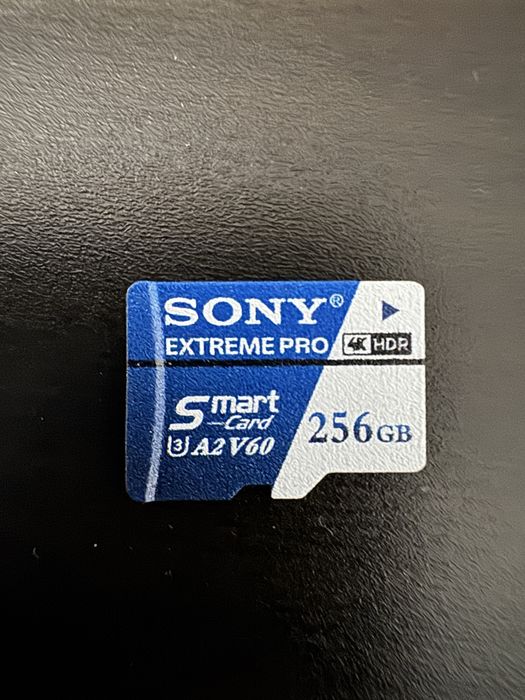 SONY®
EXTREME PRO 4K HDR
Smart
Card
U3 A2 V60
256GB